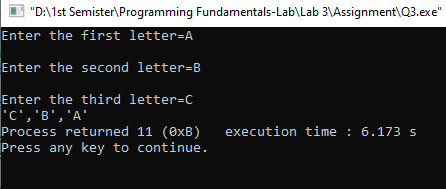 "D:\1st Semister\Programming Fundamentals-Lab\Lab 3\Assignment\Q3.exe"
Enter the first letter=A
Enter the second letter=B
Enter the third letter=C
'C','B','A'
Process returned 11 (0xB)   execution time : 6.173 s
Press any key to continue.